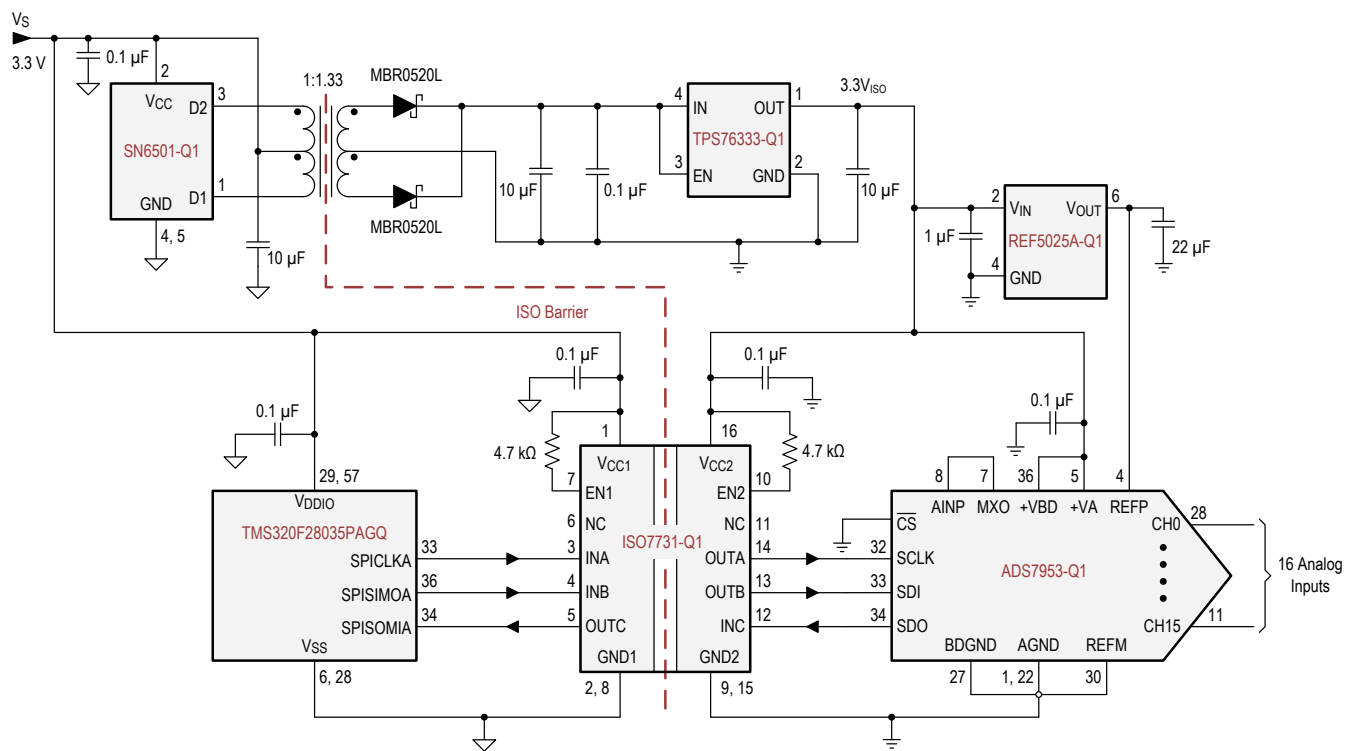 VS
3.3 V
0.1 µF
2
VCC
D2
3
SN6501-Q1
D1
1
GND
4, 5
10 µF
1:1.33
MBR0520L
MBR0520L
10 µF
0.1 µF
4
IN
OUT
1
TPS76333-Q1
3
EN
GND
2
3.3VISO
10 µF
2
VIN
VOUT
6
REF5025A-Q1
1 µF
4
GND
22 µF
ISO Barrier
0.1 µF
0.1 µF
0.1 µF
0.1 µF
4.7 kΩ
1
16
4.7 kΩ
29, 57
VDDIO
TMS320F28035PAGQ
SPICLKA
33
SPISIMOA
36
SPISOMIA
34
VSS
6, 28
VCC1
7
EN1
6
NC
3
INA
4
INB
5
OUTC
GND1
2, 8
ISO7731-Q1
VCC2
EN2
10
NC
11
OUTA
14
OUTB
13
INC
12
GND2
9, 15
8
7
36
5
4
AINP
MXO
+VBD
+VA
REFP
CS
32
SCLK
33
SDI
34
SDO
ADS7953-Q1
CH0
28
CH15
11
16 Analog
Inputs
BDGND
AGND
REFM
27
1, 22
30